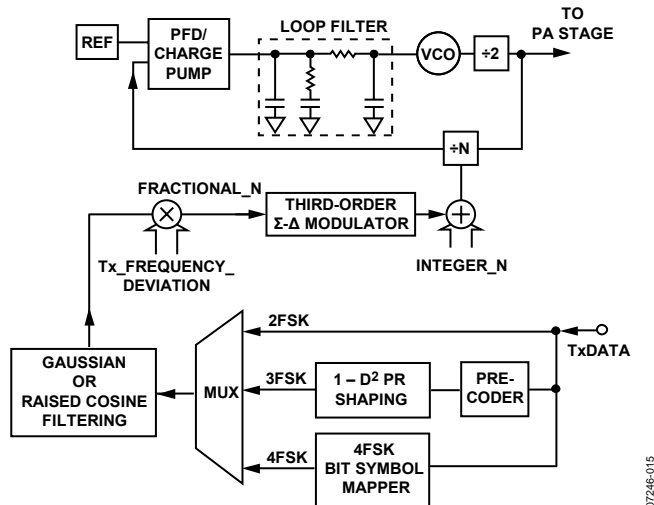 LOOP FILTER
TO
PA STAGE
REF
PFD/
CHARGE
PUMP
VCO
÷2
÷N
FRACTIONAL_N
THIRD-ORDER
Σ-Δ MODULATOR
Tx_FREQUENCY_
DEVIATION
INTEGER_N
2FSK
TxDATA
GAUSSIAN
OR
RAISED COSINE
FILTERING
MUX
3FSK
1 – D² PR
SHAPING
PRE-
CODER
4FSK
4FSK
BIT SYMBOL
MAPPER
07246-015